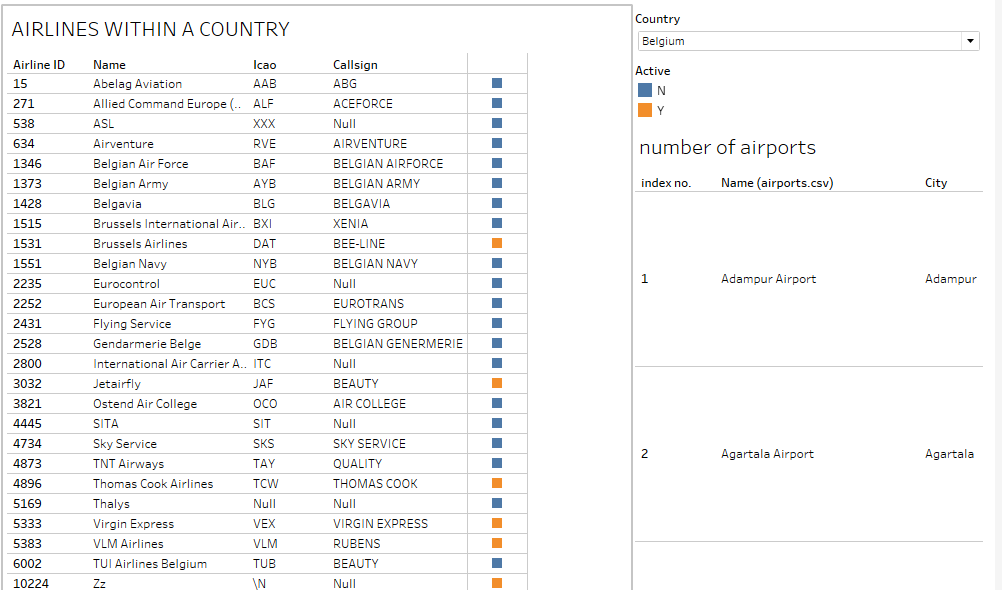 AIRLINES WITHIN A COUNTRY
Airline ID Name Icao Callsign
15 Abelag Aviation AAB ABG
271 Allied Command Europe (.. ALF ACEFORCE
538 ASL XXX Null
634 Airventure RVE AIRVENTURE
1346 Belgian Air Force BAF BELGIAN AIRFORCE
1373 Belgian Army AYB BELGIAN ARMY
1428 Belgavia BLG BELGAVIA
1515 Brussels International Air.. BXI XENIA
1531 Brussels Airlines DAT BEE-LINE
1551 Belgian Navy NYB BELGIAN NAVY
2235 Eurocontrol EUC Null
2252 European Air Transport BCS EUROTRANS
2431 Flying Service FYG FLYING GROUP
2528 Gendarmerie Belge GDB BELGIAN GENERMERIE
2800 International Air Carrier A.. ITC Null
3032 Jetairfly JAF BEAUTY
3821 Ostend Air College OCO AIR COLLEGE
4445 SITA SIT Null
4734 Sky Service SKS SKY SERVICE
4873 TNT Airways TAY QUALITY
4896 Thomas Cook Airlines TCW THOMAS COOK
5169 Thalys Null Null
5333 Virgin Express VEX VIRGIN EXPRESS
5383 VLM Airlines VLM RUBENS
6002 TUI Airlines Belgium TUB BEAUTY
10224 Zz \N Null
Country
Belgium
Active
N
Y
number of airports
index no. Name (airports.csv) City
1 Adampur Airport Adampur
2 Agartala Airport Agartala